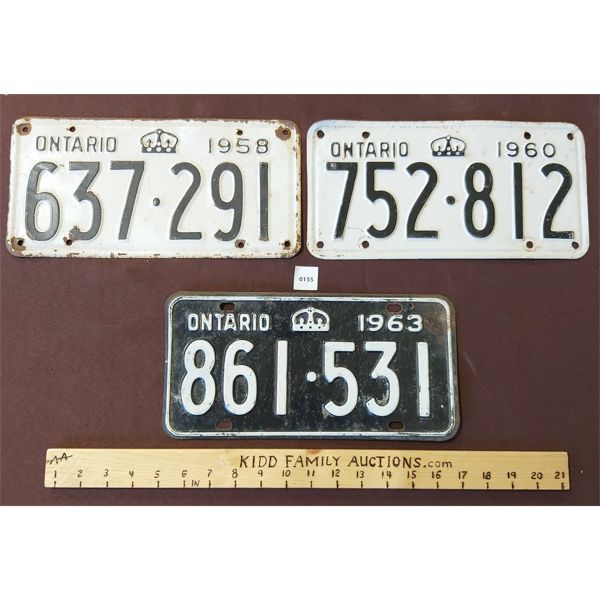 ONTARIO 1958
637·291
ONTARIO 1960
752·812
0155
ONTARIO 1963
861·531
KIDD FAMILY AUCTIONS.com
1 2 3 4 5 6 7 8 9 10 11 12 13 14 15 16 17 18 19 20 21
IN